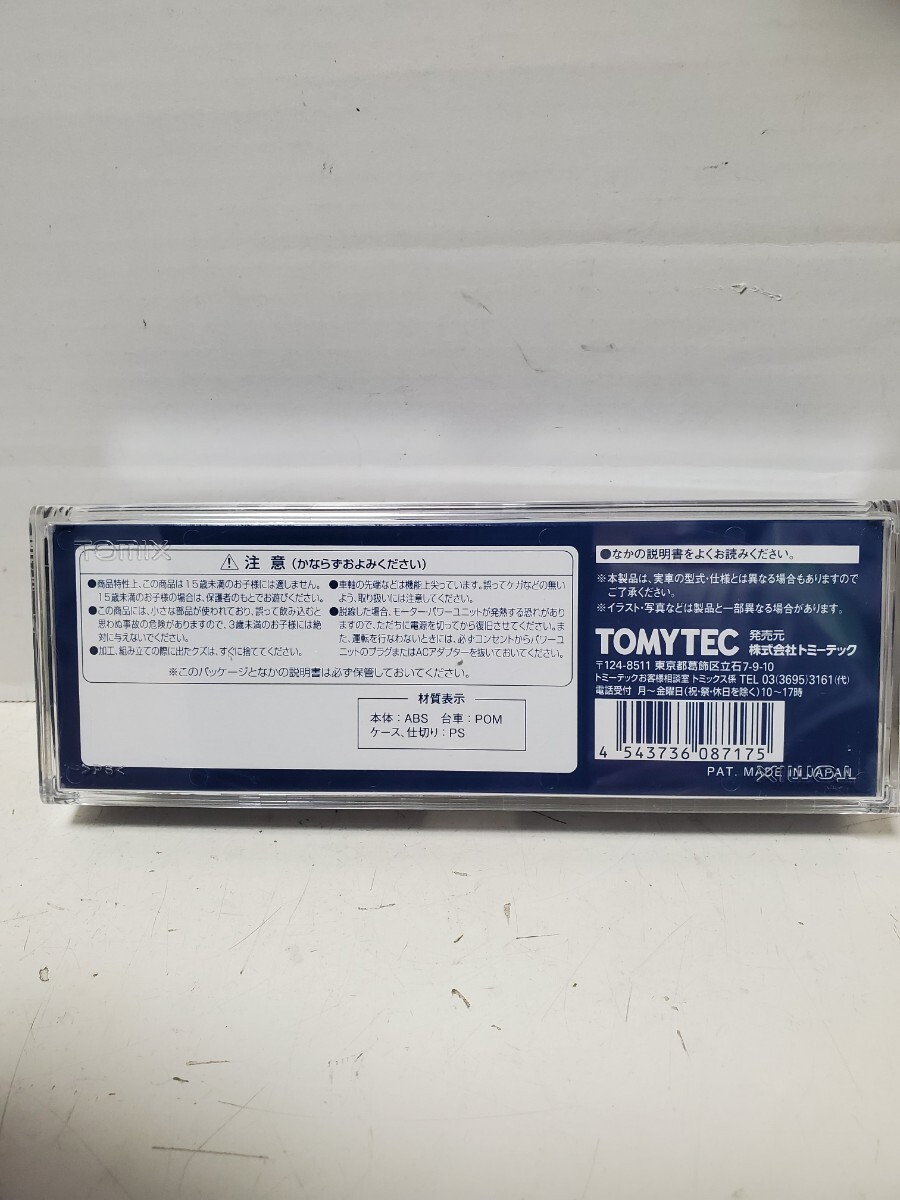 TOMIX
⚠ 注 意 (かならずおよみください)
●商品特性上、この商品は15歳未満のお子様には適しません。
15歳未満のお子様の場合は、保護者のもとでお遊びください。
●この商品には、小さな部品が使われており、誤って飲み込むと
思わぬ事故の危険がありますので、3歳未満のお子様には絶
対に与えないでください。
●加工、組み立ての際に出たクズは、すぐに捨ててください。
●車軸の先端などは機能上尖っています。誤ってケガなどの無い
よう、取り扱いには注意してください。
●脱線した場合、モーター・パワーユニットが発熱する恐れがあり
ますので、ただちに電源を切ってから復旧させてください。ま
た、運転を行なわないときには、必ずコンセントからパワーユ
ニットのプラグまたはACアダプターを抜いておいてください。
※このパッケージとなかの説明書は必ず保管しておいてください。
材質表示
本体:ABS 台車:POM
ケース、仕切り:PS
●なかの説明書をよくお読みください。
※本製品は、実車の型式・仕様とは異なる場合もありますので
ご了承ください。
※イラスト・写真などは製品と一部異なる場合があります。
TOMYTEC 発売元 株式会社トミーテック
〒124-8511 東京都葛飾区立石7-9-10
トミーテックお客様相談室 トミックス係 TEL 03(3695)3161(代)
電話受付 月~金曜日(祝・祭・休日を除く)10~17時
4 543736 087175
PAT. MADE IN JAPAN
TOMIX
>PS<